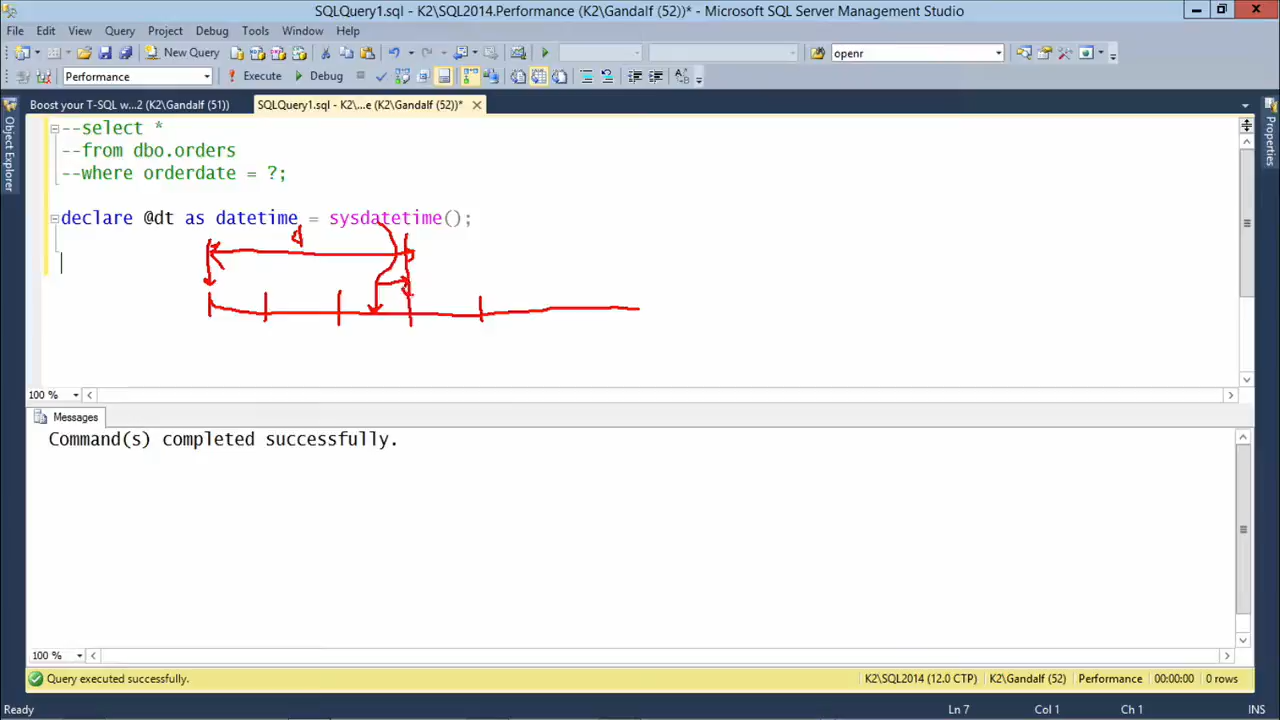 SQLQuery1.sql - K2\SQL2014.Performance (K2\Gandalf (52))* - Microsoft SQL Server Management Studio
File Edit View Query Project Debug Tools Window Help
New Query openr
Performance Execute Debug
Boost your T-SQL w...2 (K2\Gandalf (51)) SQLQuery1.sql - K2\...e (K2\Gandalf (52))*
Object Explorer
Properties
--select *
--from dbo.orders
--where orderdate = ?;
declare @dt as datetime = sysdatetime();
d
100 %
Messages
Command(s) completed successfully.
100 %
Query executed successfully. K2\SQL2014 (12.0 CTP) K2\Gandalf (52) Performance 00:00:00 0 rows
Ready Ln 7 Col 1 Ch 1 INS